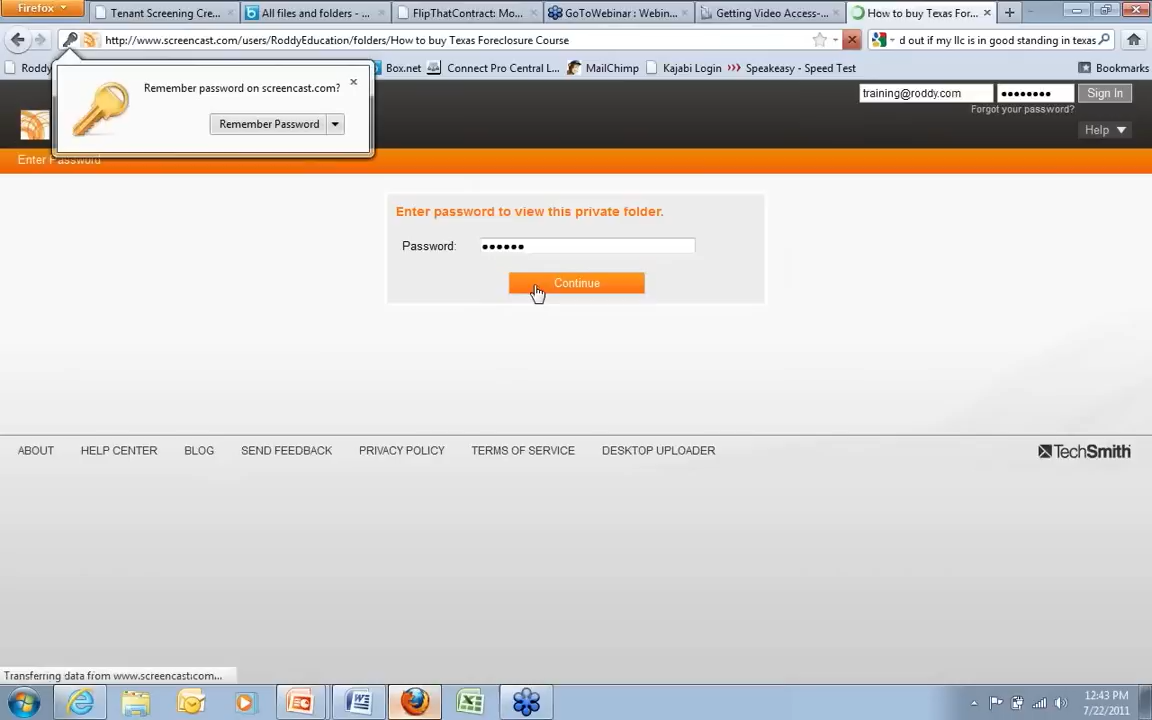 Firefox
Tenant Screening Cre...
All files and folders - ...
FlipThatContract: Mo...
GoToWebinar : Webin...
Getting Video Access-...
How to buy Texas For...
http://www.screencast.com/users/RoddyEducation/folders/How to buy Texas Foreclosure Course
d out if my llc is in good standing in texas
Roddy
Box.net
Connect Pro Central L...
MailChimp
Kajabi Login
Speakeasy - Speed Test
Bookmarks
Remember password on screencast.com?
Remember Password
training@roddy.com
••••••••
Sign In
Forgot your password?
Help
Enter Password
Enter password to view this private folder.
Password: ••••••
Continue
ABOUT HELP CENTER BLOG SEND FEEDBACK PRIVACY POLICY TERMS OF SERVICE DESKTOP UPLOADER
TechSmith
Transferring data from www.screencast.com...
12:43 PM
7/22/2011